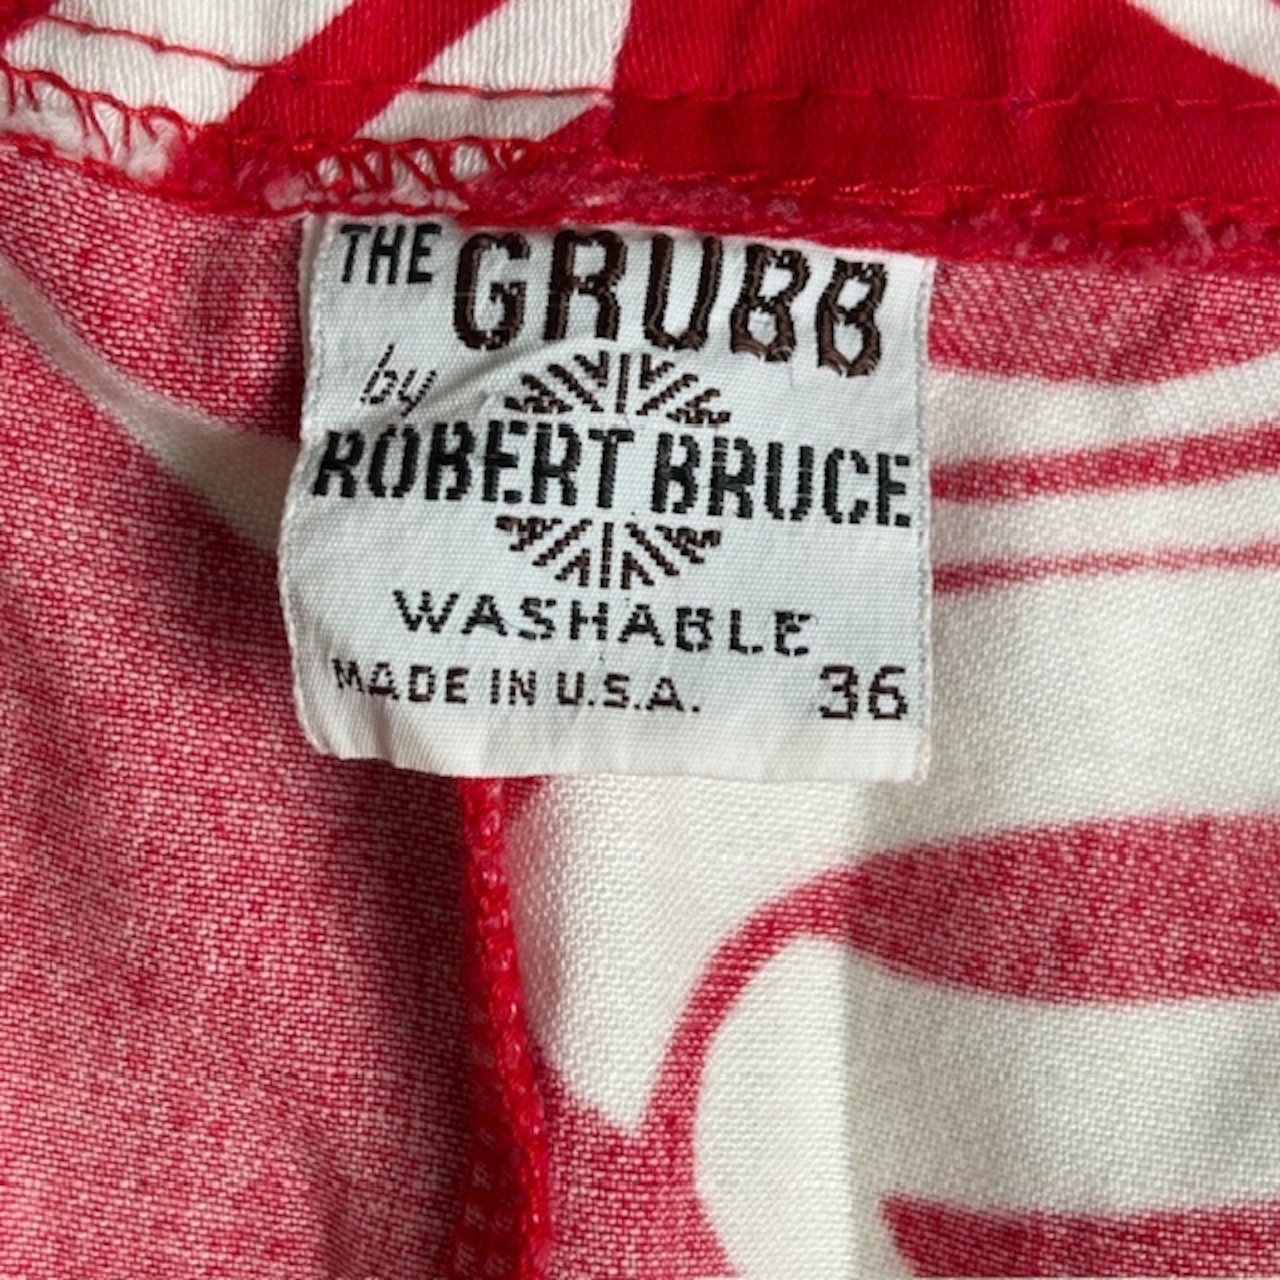 THE GRUBB
by
ROBERT BRUCE
WASHABLE
MADE IN U.S.A. 36